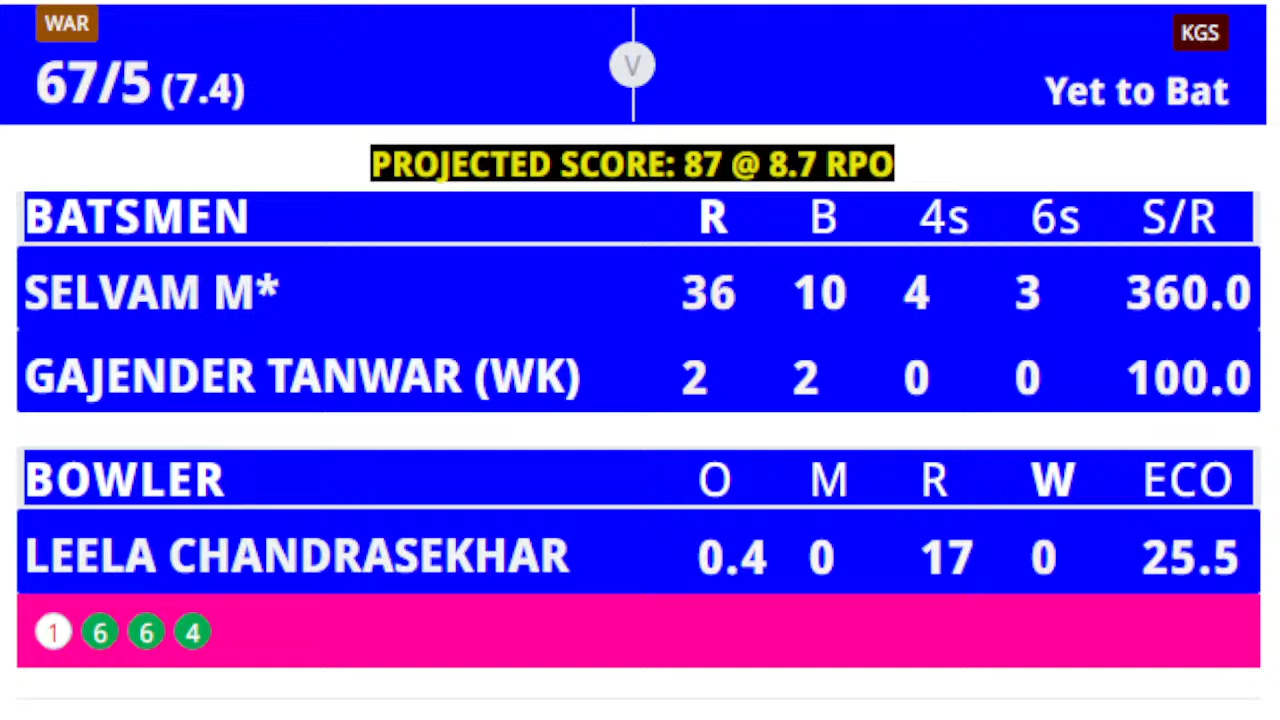 WAR
KGS
67/5 (7.4)
V
Yet to Bat
PROJECTED SCORE: 87 @ 8.7 RPO
BATSMEN R B 4s 6s S/R
SELVAM M* 36 10 4 3 360.0
GAJENDER TANWAR (WK) 2 2 0 0 100.0
BOWLER O M R W ECO
LEELA CHANDRASEKHAR 0.4 0 17 0 25.5
1 6 6 4